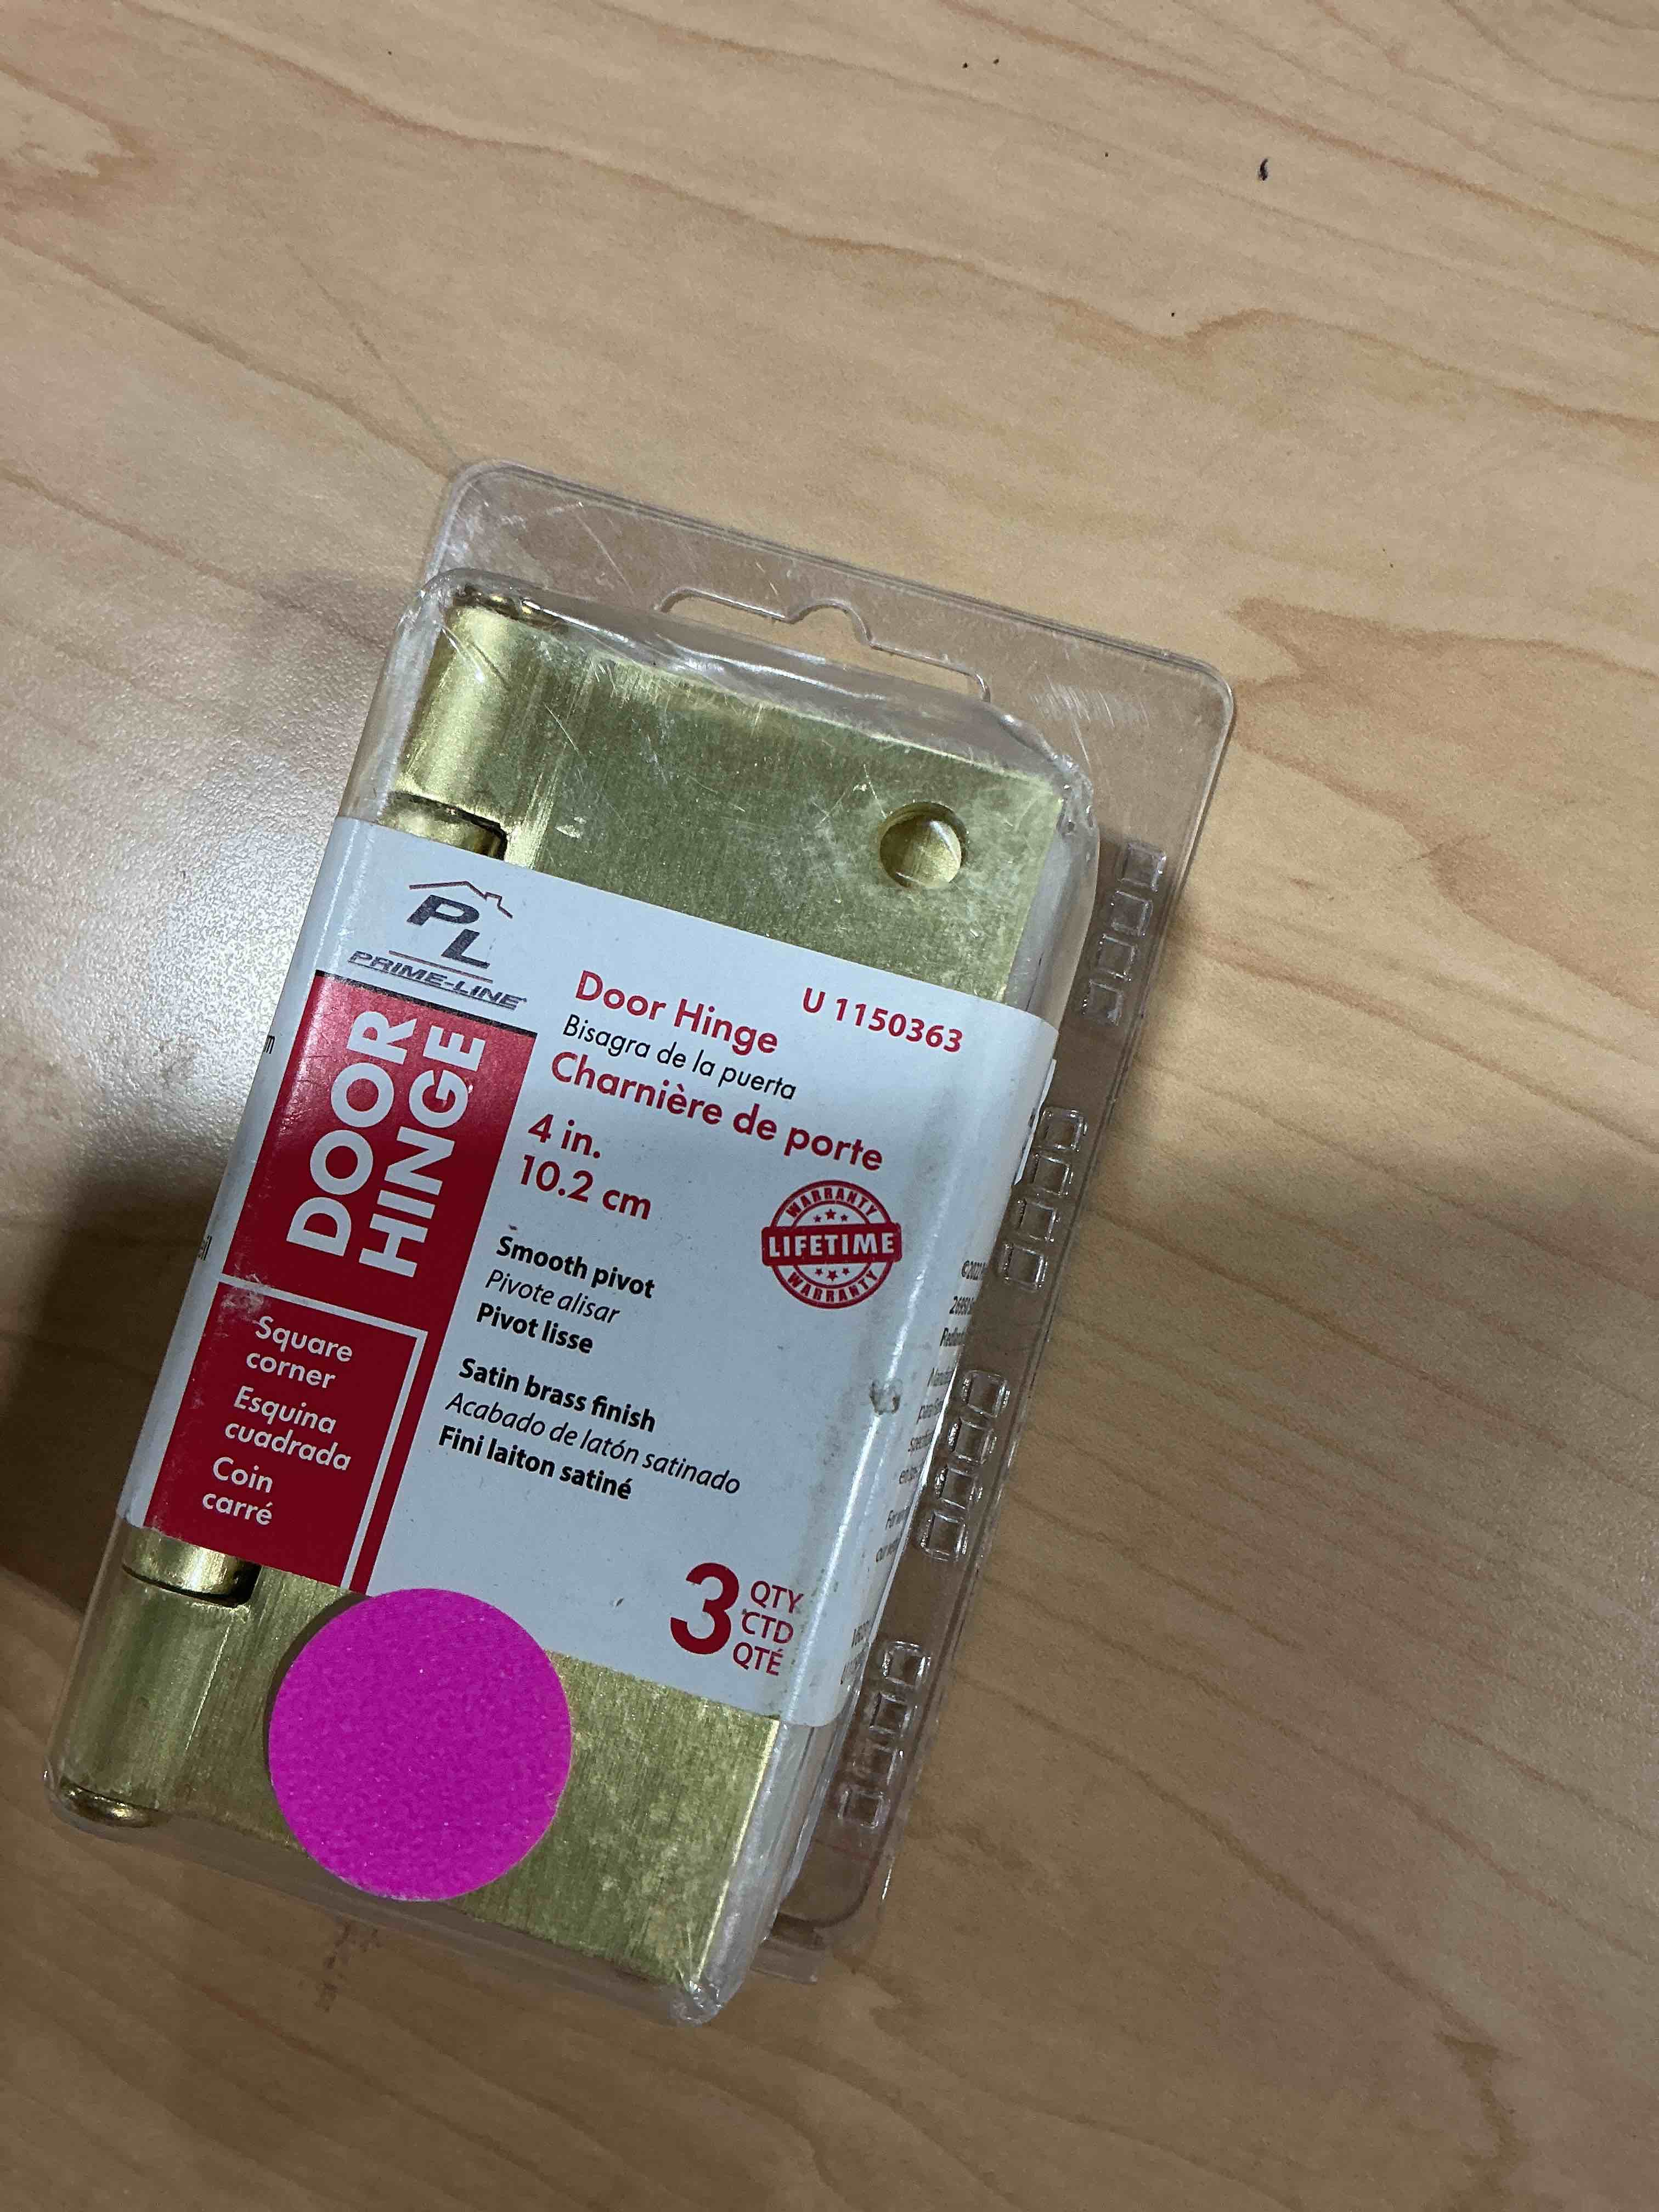 PL
PRIME-LINE
DOOR
HINGE
Square
corner
Esquina
cuadrada
Coin
carré
Door Hinge
U 1150363
Bisagra de la puerta
Charnière de porte
4 in.
10.2 cm
WARRANTY
LIFETIME
WARRANTY
Smooth pivot
Pivote alisar
Pivot lisse
Satin brass finish
Acabado de latón satinado
Fini laiton satiné
3 QTY
CTD
QTÉ